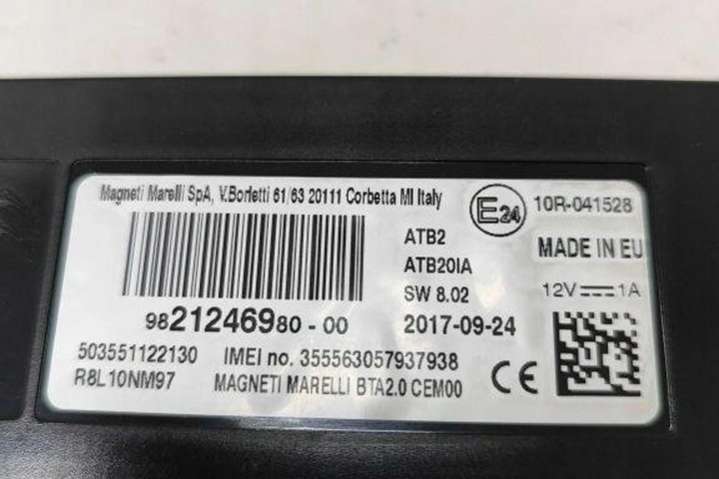 Magneti Marelli SpA, V.Borletti 61/63 20111 Corbetta MI Italy
E24
10R-041528
ATB2
MADE IN EU
ATB20IA
SW 8.02
12V 1A
9821246980-00
2017-09-24
503551122130
IMEI no. 355563057937938
CE
R8L10NM97
MAGNETI MARELLI BTA2.0 CEM00